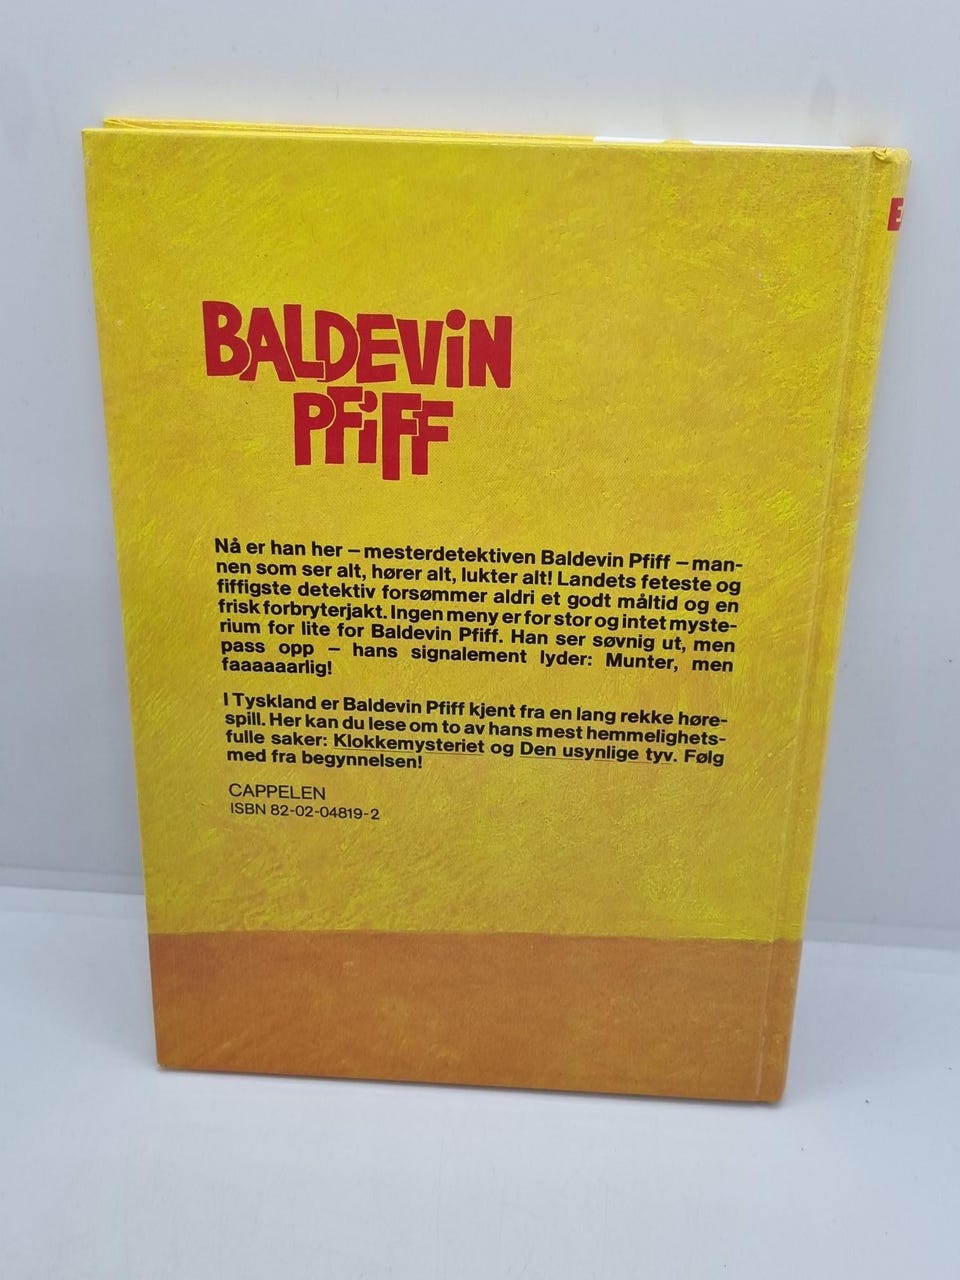 BALDEViN
PFiFF
Nå er han her – mesterdetektiven Baldevin Pfiff – man-
nen som ser alt, hører alt, lukter alt! Landets feteste og
fiffigste detektiv forsømmer aldri et godt måltid og en
frisk forbryterjakt. Ingen meny er for stor og intet myste-
rium for lite for Baldevin Pfiff. Han ser søvnig ut, men
pass opp – hans signalement lyder: Munter, men
faaaaaarlig!
I Tyskland er Baldevin Pfiff kjent fra en lang rekke høre-
spill. Her kan du lese om to av hans mest hemmelighets-
fulle saker: Klokkemysteriet og Den usynlige tyv. Følg
med fra begynnelsen!
CAPPELEN
ISBN 82-02-04819-2